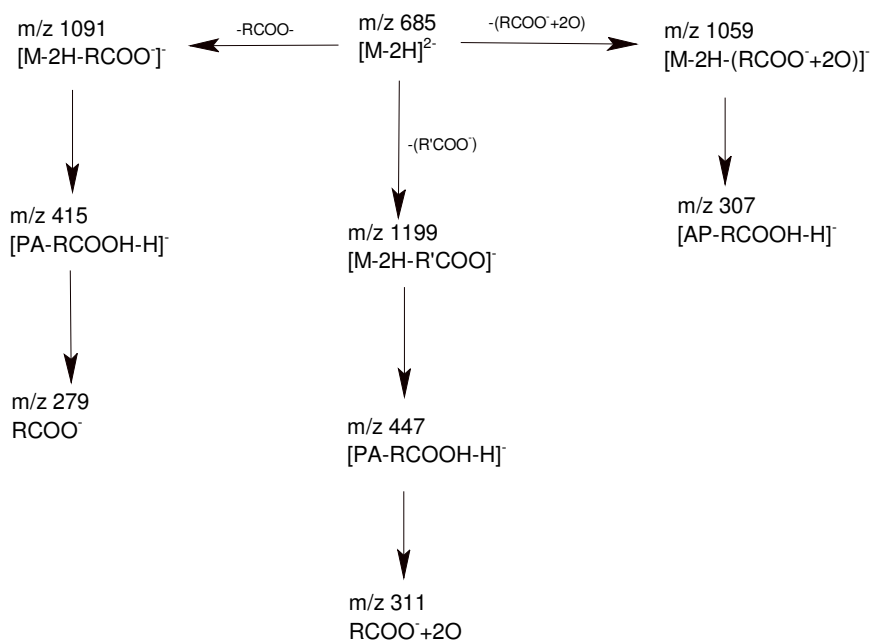 m/z 1091
[M-2H-RCOO⁻]⁻
-RCOO-
m/z 685
[M-2H]²⁻
-(RCOO⁻+2O)
m/z 1059
[M-2H-(RCOO⁻+2O)]⁻
-(R'COO⁻)
m/z 415
[PA-RCOOH-H]⁻
m/z 1199
[M-2H-R'COO]⁻
m/z 307
[AP-RCOOH-H]⁻
m/z 279
RCOO⁻
m/z 447
[PA-RCOOH-H]⁻
m/z 311
RCOO⁻+2O